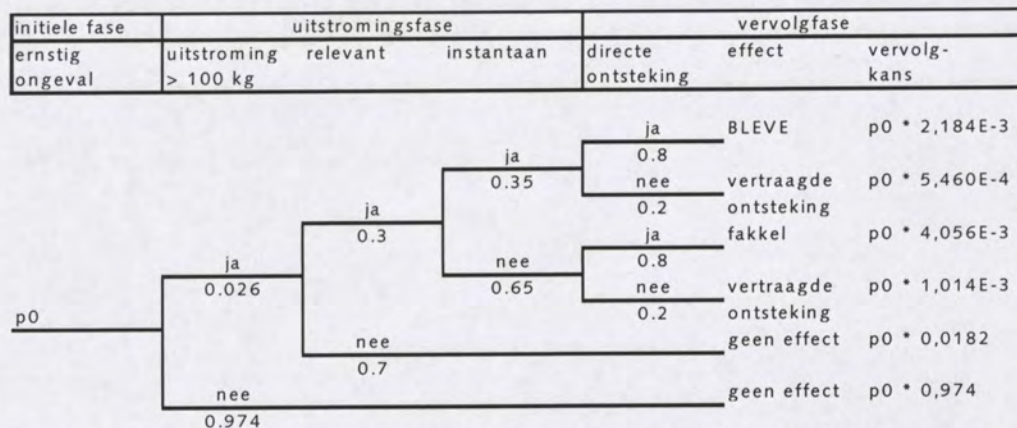 initiele fase uitstromingsfase vervolgfase
ernstig uitstroming relevant instantaan directe effect vervolg-
ongeval > 100 kg ontsteking kans
ja BLEVE p0 * 2,184E-3
ja 0.8
0.35 nee vertraagde p0 * 5,460E-4
ja 0.2 ontsteking
0.3 ja fakkel p0 * 4,056E-3
ja nee 0.8
0.026 0.65 nee vertraagde p0 * 1,014E-3
p0 0.2 ontsteking
nee geen effect p0 * 0,0182
0.7
nee geen effect p0 * 0,974
0.974